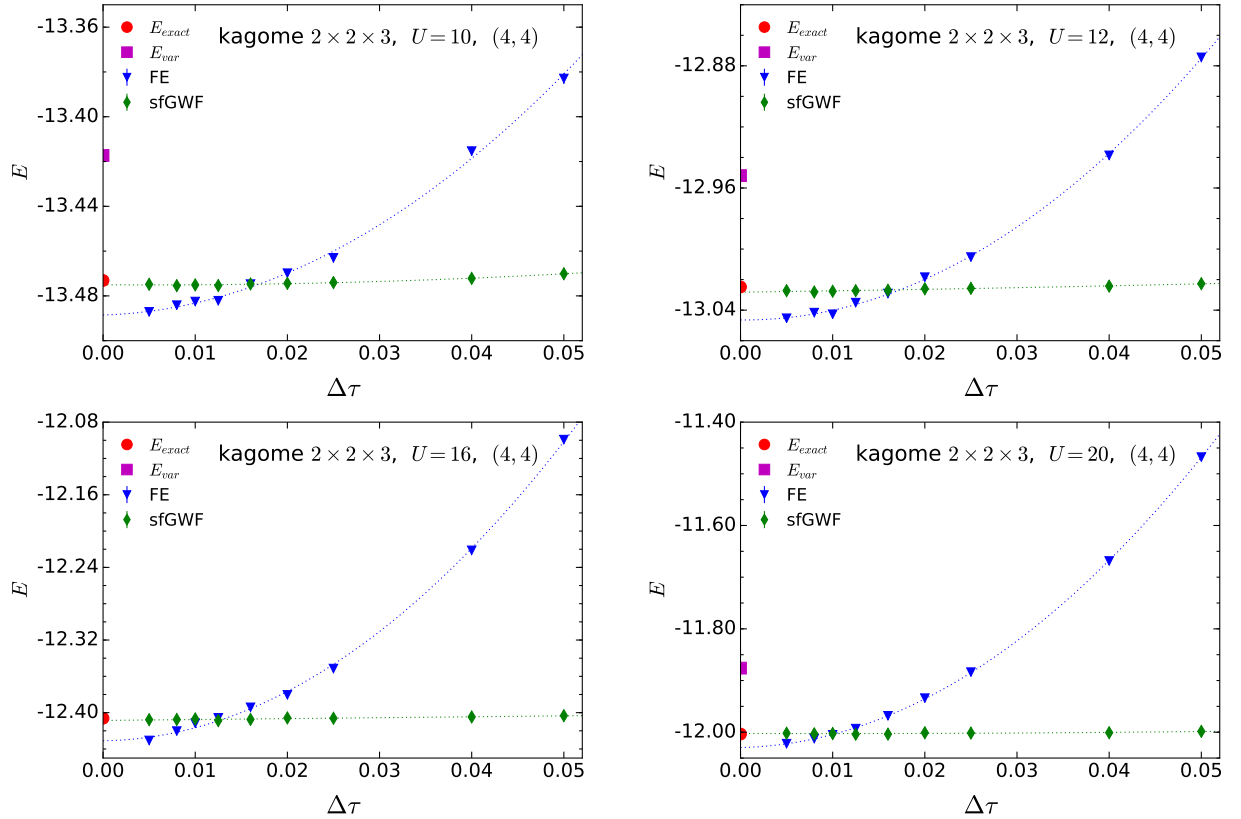 -13.36
-13.40
-13.44
-13.48
E
E_exact
E_var
FE
sfGWF
kagome 2 × 2 × 3, U = 10, (4, 4)
0.00 0.01 0.02 0.03 0.04 0.05
Δτ
-12.88
-12.96
-13.04
E
E_exact
E_var
FE
sfGWF
kagome 2 × 2 × 3, U = 12, (4, 4)
0.00 0.01 0.02 0.03 0.04 0.05
Δτ
-12.08
-12.16
-12.24
-12.32
-12.40
E
E_exact
E_var
FE
sfGWF
kagome 2 × 2 × 3, U = 16, (4, 4)
0.00 0.01 0.02 0.03 0.04 0.05
Δτ
-11.40
-11.60
-11.80
-12.00
E
E_exact
E_var
FE
sfGWF
kagome 2 × 2 × 3, U = 20, (4, 4)
0.00 0.01 0.02 0.03 0.04 0.05
Δτ